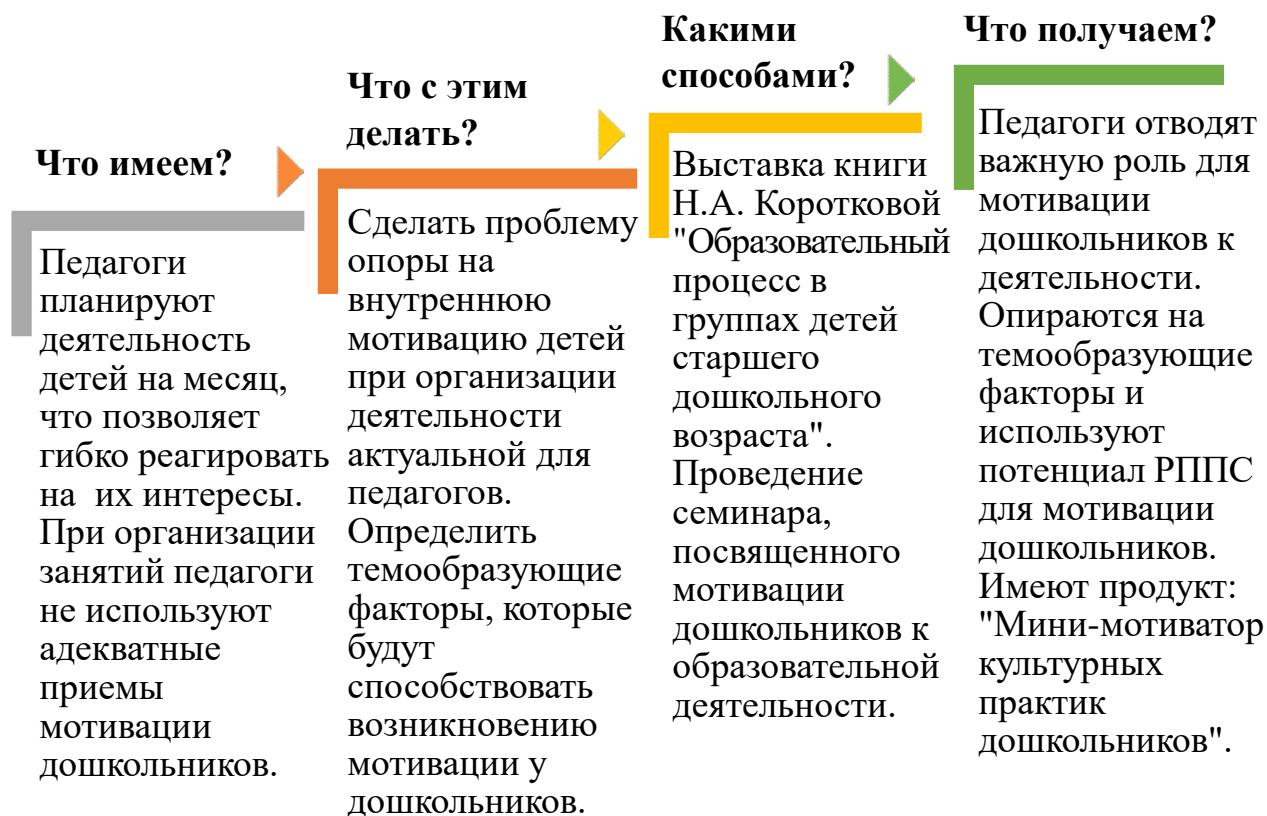 Что имеем?
Педагоги
планируют
деятельность
детей на месяц,
что позволяет
гибко реагировать
на их интересы.
При организации
занятий педагоги
не используют
адекватные
приемы
мотивации
дошкольников.
Что с этим
делать?
Сделать проблему
опоры на
внутреннюю
мотивацию детей
при организации
деятельности
актуальной для
педагогов.
Определить
темообразующие
факторы, которые
будут
способствовать
возникновению
мотивации у
дошкольников.
Какими
способами?
Выставка книги
Н.А. Коротковой
"Образовательный
процесс в
группах детей
старшего
дошкольного
возраста".
Проведение
семинара,
посвященного
мотивации
дошкольников к
образовательной
деятельности.
Что получаем?
Педагоги отводят
важную роль для
мотивации
дошкольников к
деятельности.
Опираются на
темообразующие
факторы и
используют
потенциал РППС
для мотивации
дошкольников.
Имеют продукт:
"Мини-мотиватор
культурных
практик
дошкольников".